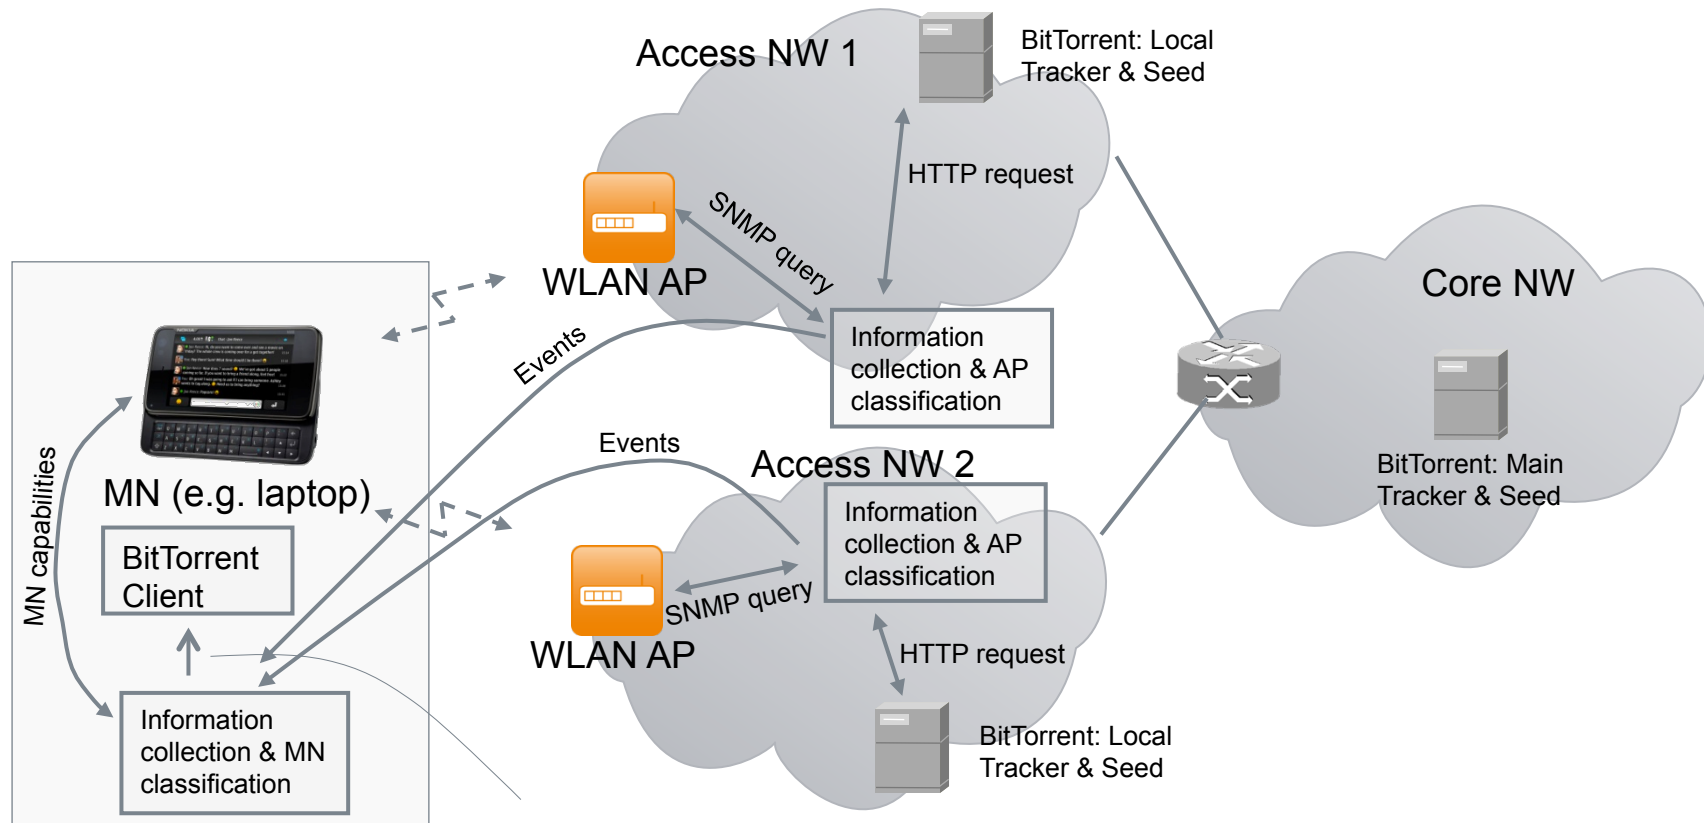 Access NW 1
BitTorrent: Local
Tracker & Seed
HTTP request
SNMP query
WLAN AP
Events
Information
collection & AP
classification
Core NW
BitTorrent: Main
Tracker & Seed
MN (e.g. laptop)
MN capabilities
BitTorrent
Client
Information
collection & MN
classification
Events
Access NW 2
Information
collection & AP
classification
SNMP query
WLAN AP
HTTP request
BitTorrent: Local
Tracker & Seed